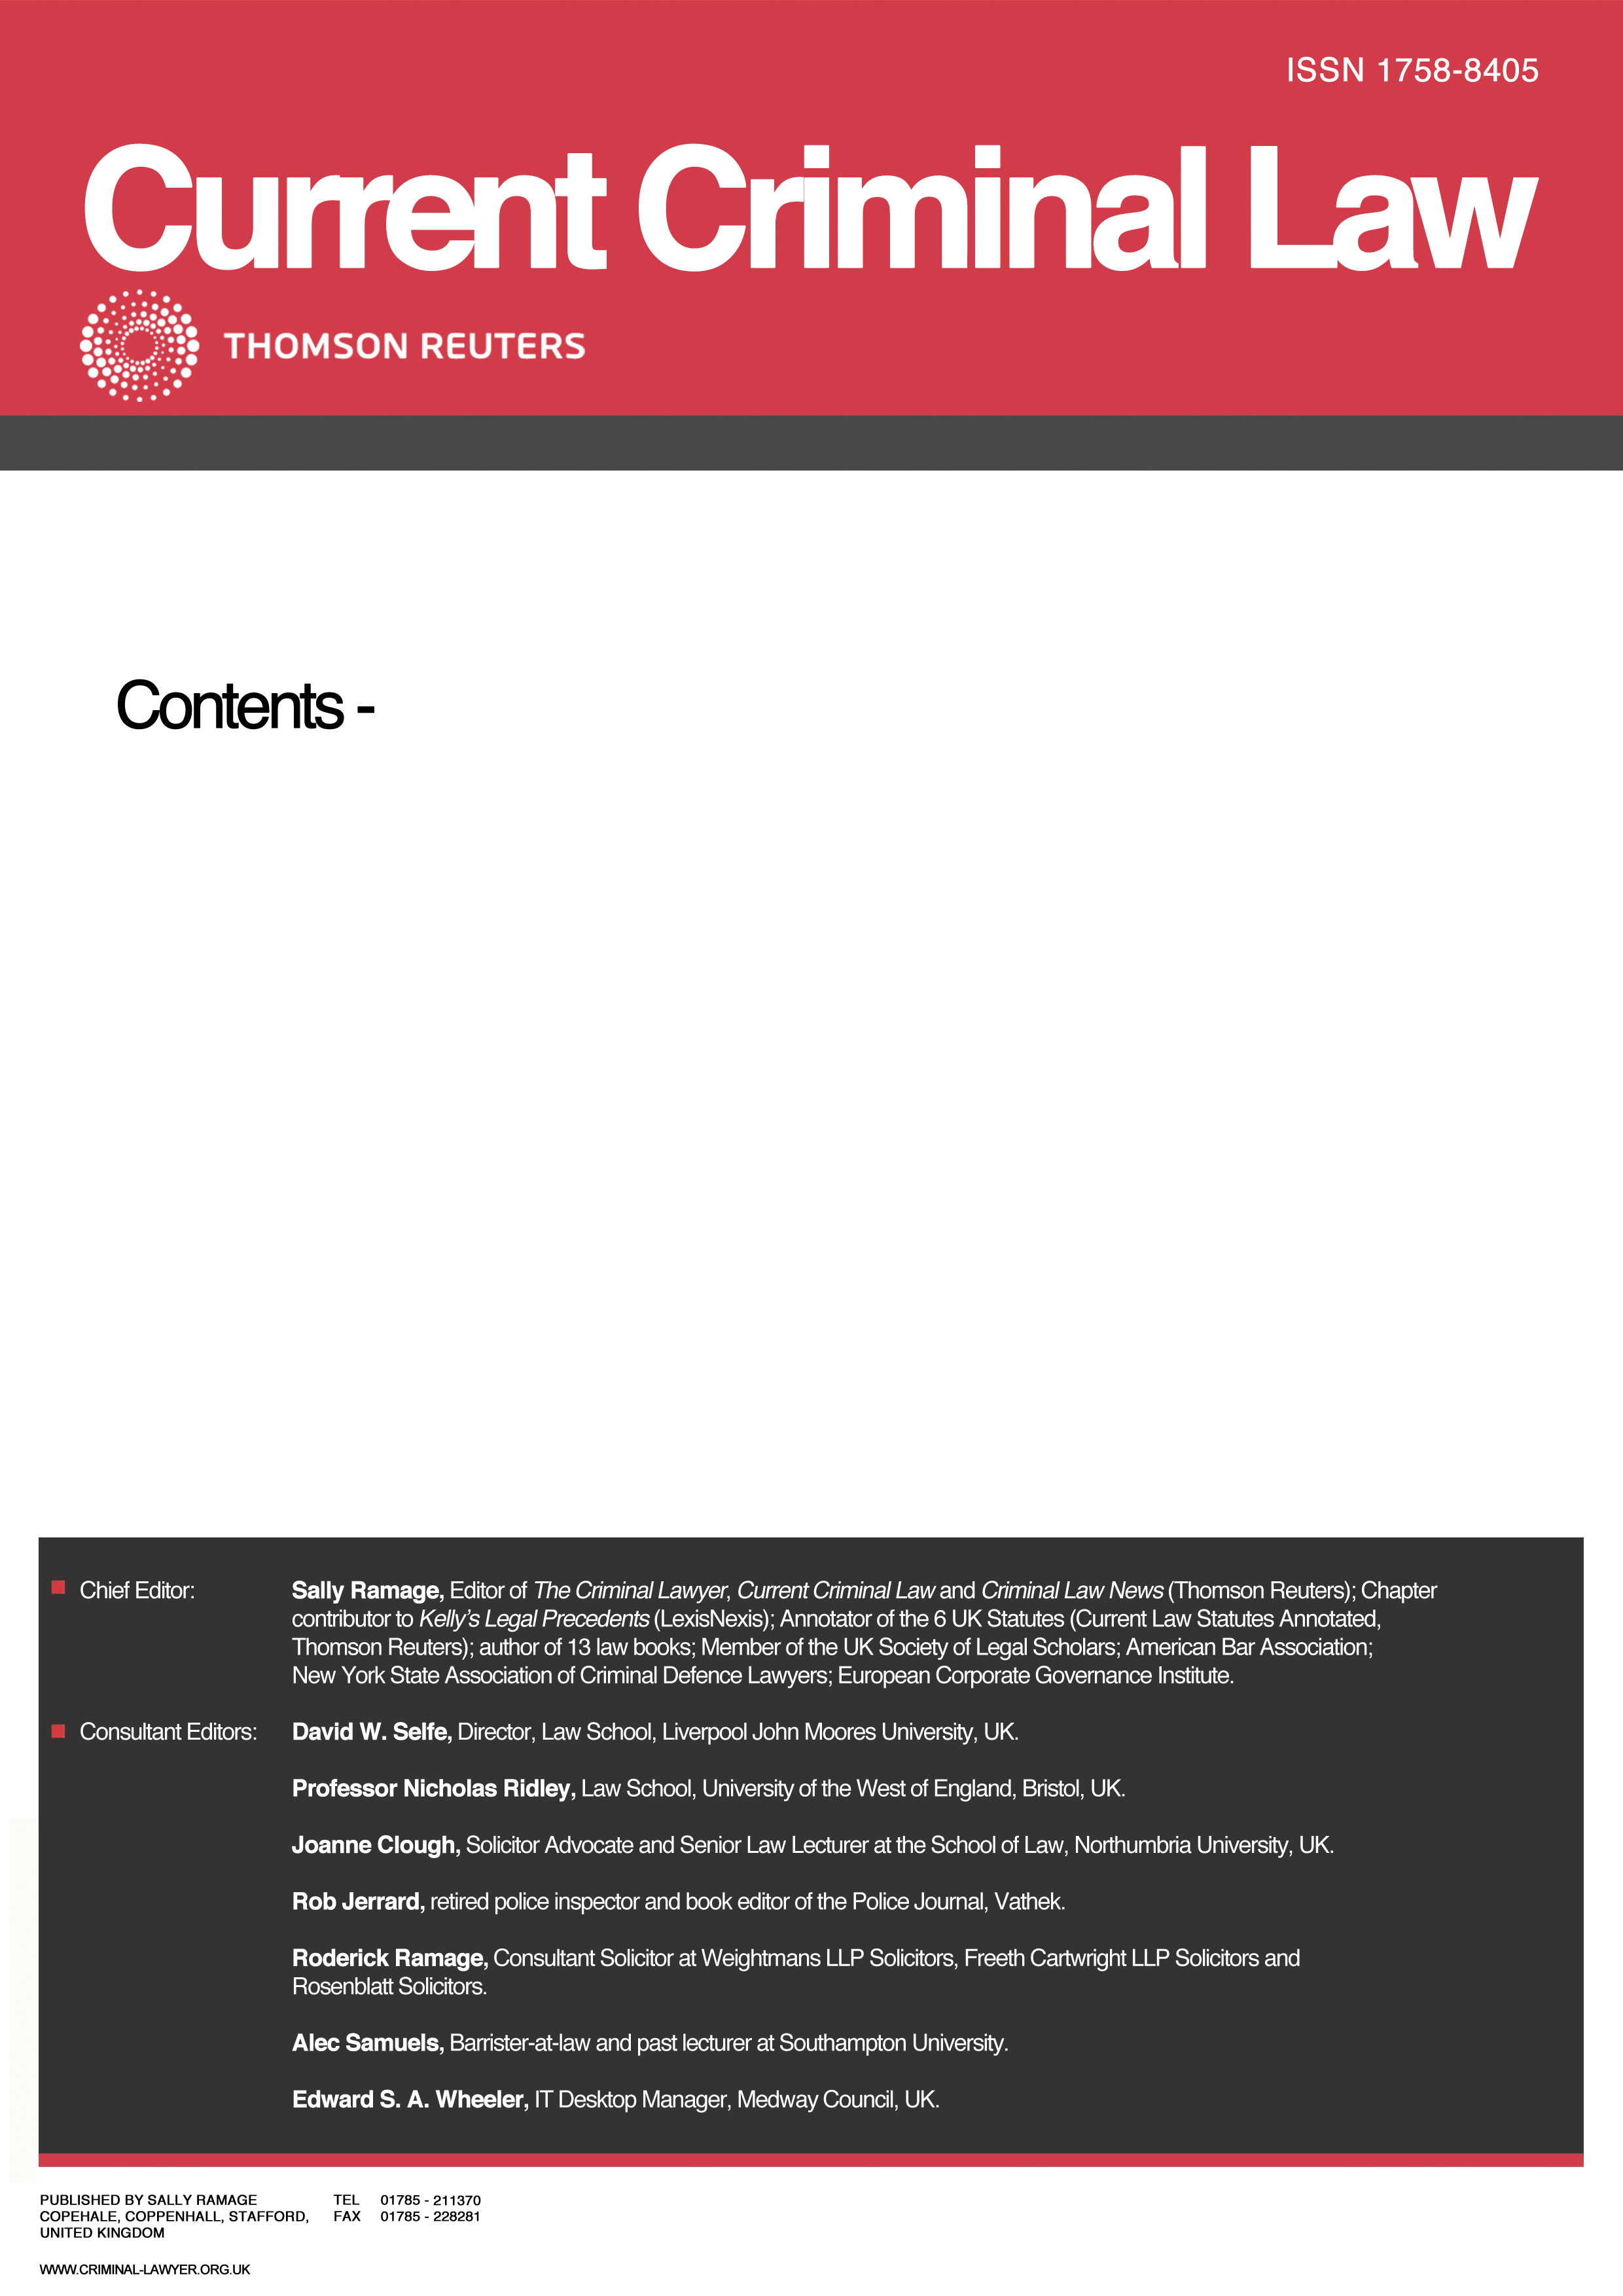 ISSN 1758-8405
Current Criminal Law
THOMSON REUTERS
Contents -
Chief Editor: Sally Ramage, Editor of The Criminal Lawyer, Current Criminal Law and Criminal Law News (Thomson Reuters); Chapter
contributor to Kelly's Legal Precedents (LexisNexis); Annotator of the 6 UK Statutes (Current Law Statutes Annotated,
Thomson Reuters); author of 13 law books; Member of the UK Society of Legal Scholars; American Bar Association;
New York State Association of Criminal Defence Lawyers; European Corporate Governance Institute.
Consultant Editors: David W. Selfe, Director, Law School, Liverpool John Moores University, UK.
Professor Nicholas Ridley, Law School, University of the West of England, Bristol, UK.
Joanne Clough, Solicitor Advocate and Senior Law Lecturer at the School of Law, Northumbria University, UK.
Rob Jerrard, retired police inspector and book editor of the Police Journal, Vathek.
Roderick Ramage, Consultant Solicitor at Weightmans LLP Solicitors, Freeth Cartwright LLP Solicitors and
Rosenblatt Solicitors.
Alec Samuels, Barrister-at-law and past lecturer at Southampton University.
Edward S. A. Wheeler, IT Desktop Manager, Medway Council, UK.
PUBLISHED BY SALLY RAMAGE TEL 01785 - 211370
COPEHALE, COPPENHALL, STAFFORD, FAX 01785 - 228281
UNITED KINGDOM
WWW.CRIMINAL-LAWYER.ORG.UK